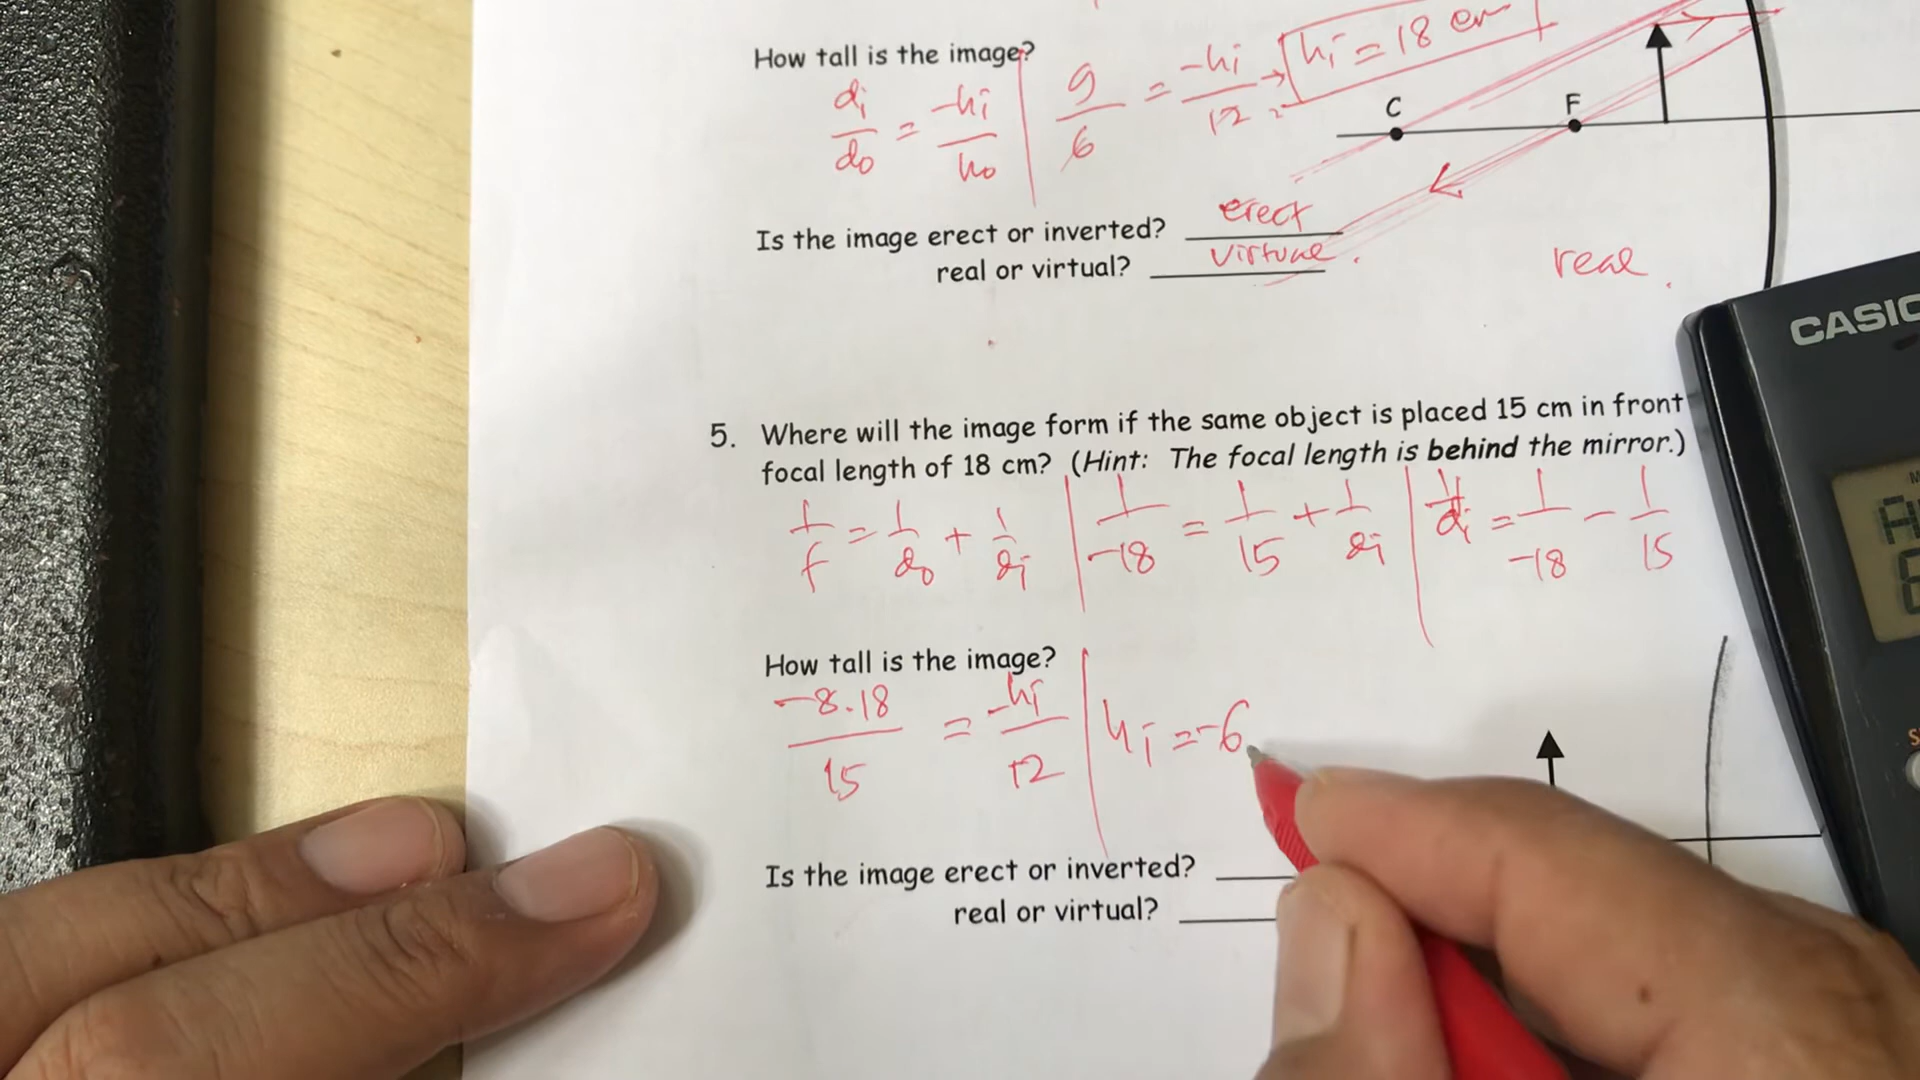 How tall is the image?
di/do = -hi/ho | 9/6 = -hi/12 → hi = 18 cm
C F
Is the image erect or inverted? erect
real or virtual? virtual.
real.
CASIO
5. Where will the image form if the same object is placed 15 cm in front
focal length of 18 cm? (Hint: The focal length is behind the mirror.)
1/f = 1/do + 1/di | 1/-18 = 1/15 + 1/di | 1/di = 1/-18 - 1/15
How tall is the image?
-8.18/15 = -hi/12 | hi = -6
Is the image erect or inverted?
real or virtual?